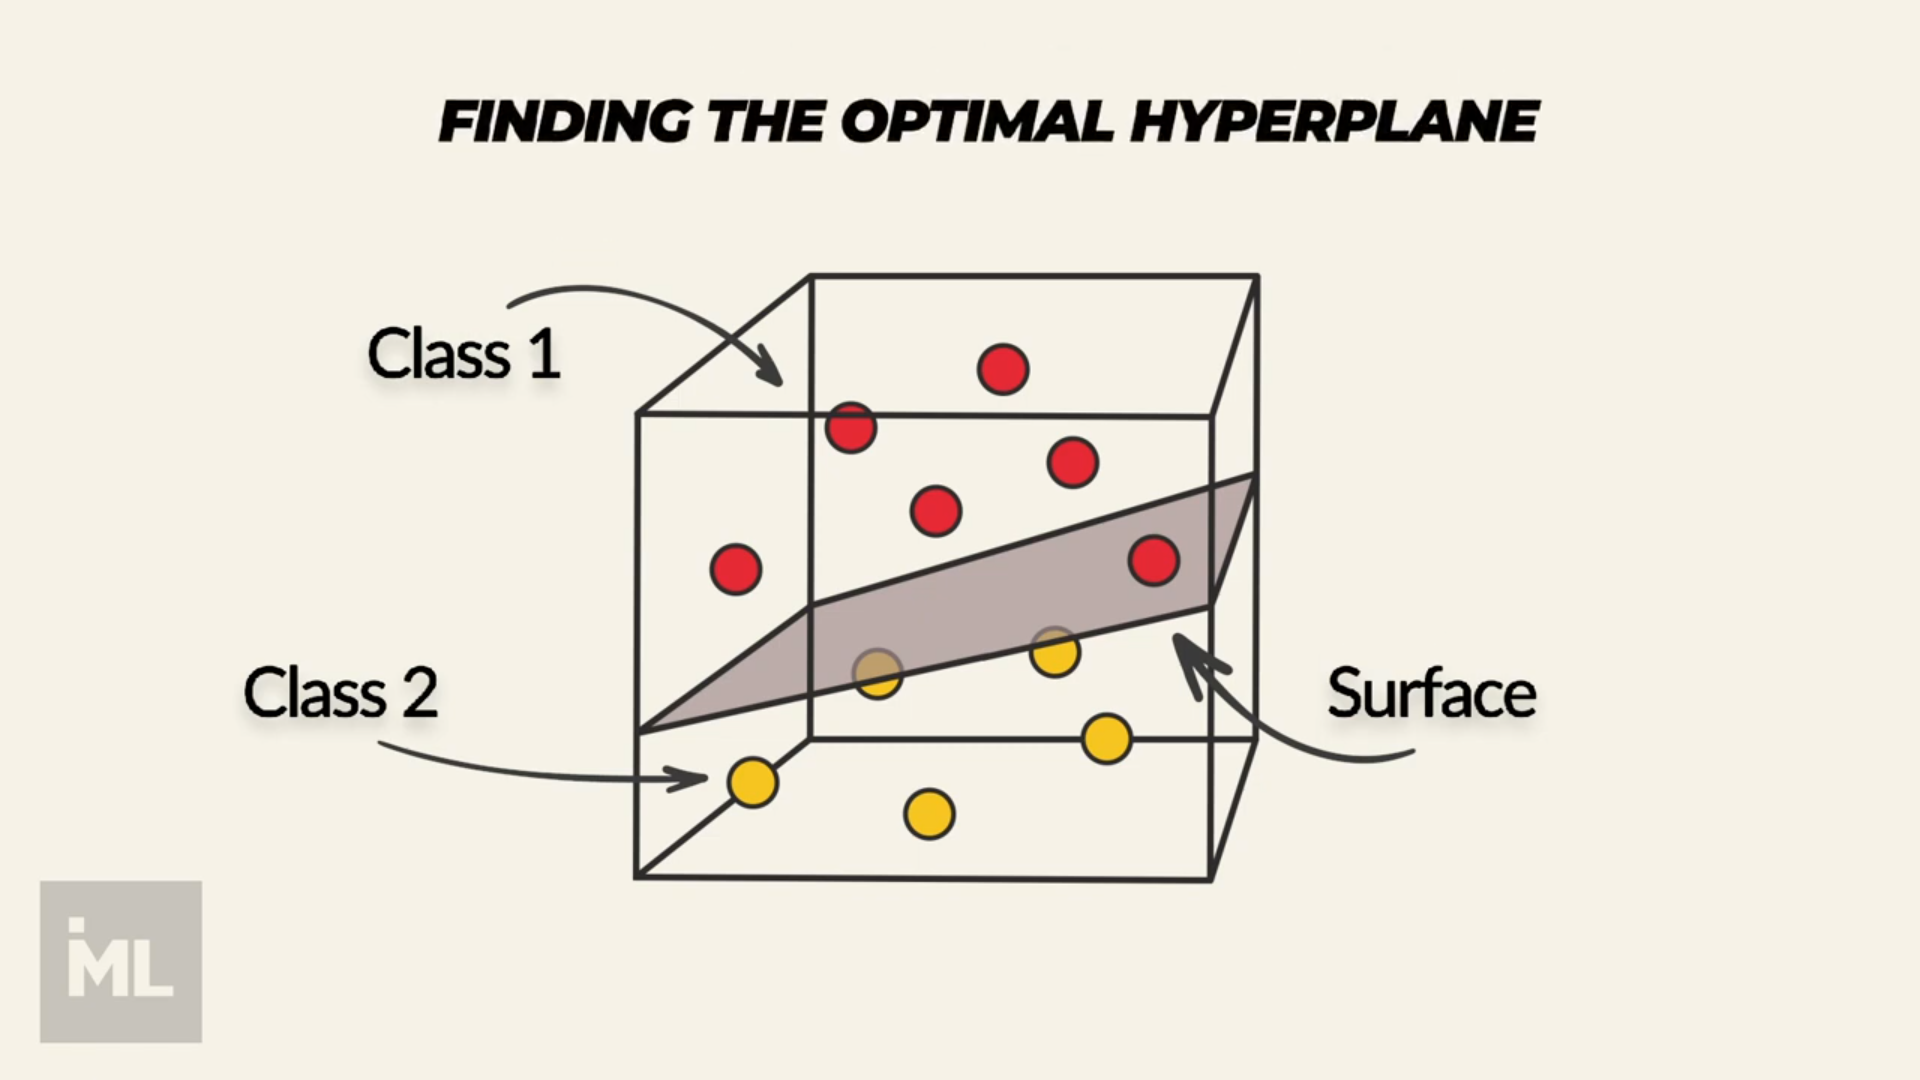 FINDING THE OPTIMAL HYPERPLANE
Class 1
Class 2
Surface
iML